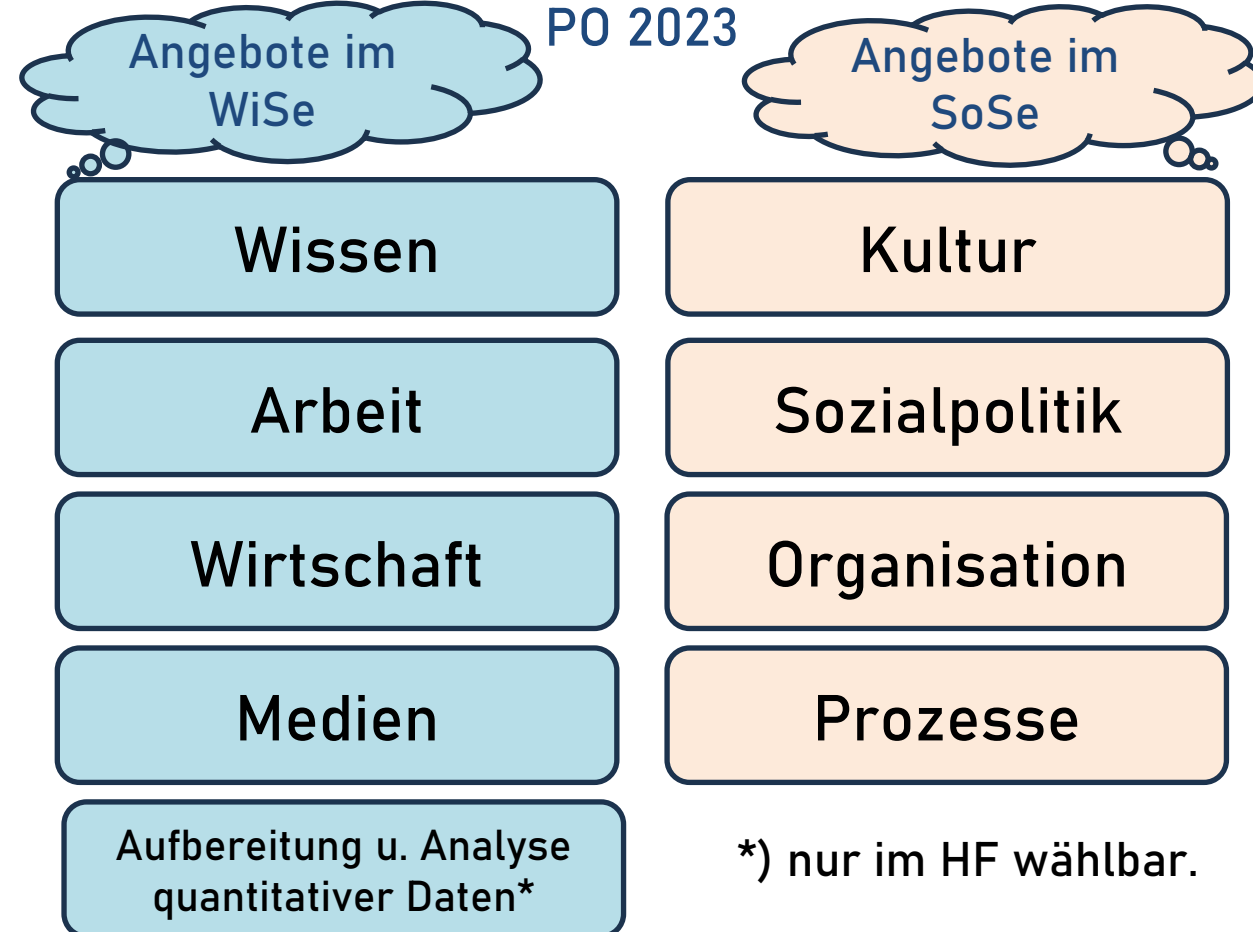 PO 2023
Angebote im
WiSe
Angebote im
SoSe
Wissen
Kultur
Arbeit
Sozialpolitik
Wirtschaft
Organisation
Medien
Prozesse
Aufbereitung u. Analyse
quantitativer Daten*
*) nur im HF wählbar.